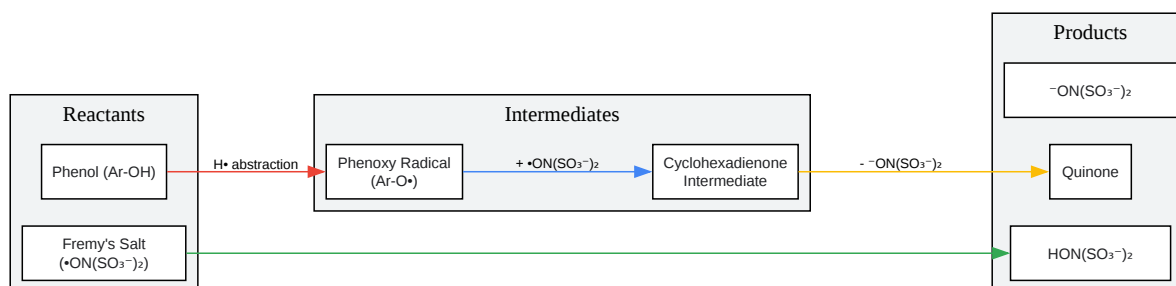 Products
⁻ON(SO₃⁻)₂
Reactants
Intermediates
Phenol (Ar-OH)
H• abstraction
Phenoxy Radical
(Ar-O•)
+ •ON(SO₃⁻)₂
Cyclohexadienone
Intermediate
- ⁻ON(SO₃⁻)₂
Quinone
Fremy's Salt
(•ON(SO₃⁻)₂)
HON(SO₃⁻)₂